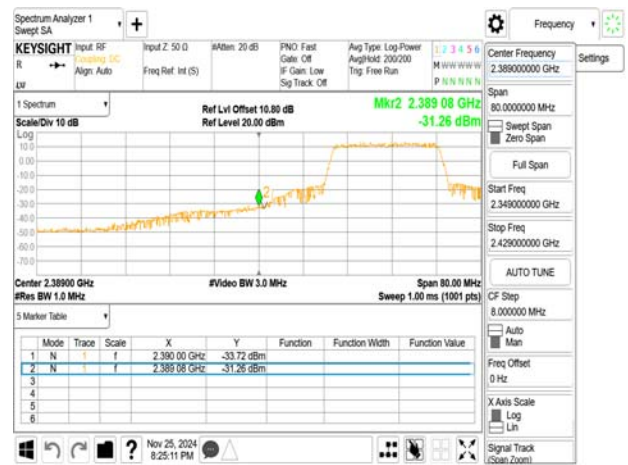 Spectrum Analyzer 1
Swept SA
Frequency
Settings
KEYSIGHT
R
Input: RF
Coupling: DC
Align: Auto
Input Z: 50 Ω
Freq Ref: Int (S)
#Atten: 20 dB
PNO: Fast
Gate: Off
IF Gain: Low
Sig Track: Off
Avg Type: Log-Power
Avg|Hold: 200/200
Trig: Free Run
1 2 3 4 5 6
M W W W W W
P N N N N N
1 Spectrum
Scale/Div 10 dB
Ref Lvl Offset 10.80 dB
Ref Level 20.00 dBm
Mkr2 2.389 08 GHz
-31.26 dBm
Log
10.0
0.00
-10.0
-20.0
-30.0
-40.0
-50.0
-60.0
-70.0
2
Center 2.38900 GHz
#Res BW 1.0 MHz
#Video BW 3.0 MHz
Span 80.00 MHz
Sweep 1.00 ms (1001 pts)
5 Marker Table
Mode Trace Scale X Y Function Function Width Function Value
1 N 1 f 2.390 00 GHz -33.72 dBm
2 N 1 f 2.389 08 GHz -31.26 dBm
3
4
5
6
Center Frequency
2.389000000 GHz
Span
80.0000000 MHz
Swept Span
Zero Span
Full Span
Start Freq
2.349000000 GHz
Stop Freq
2.429000000 GHz
AUTO TUNE
CF Step
8.000000 MHz
Auto
Man
Freq Offset
0 Hz
X Axis Scale
Log
Lin
Signal Track
(Span Zoom)
Nov 25, 2024
8:25:11 PM